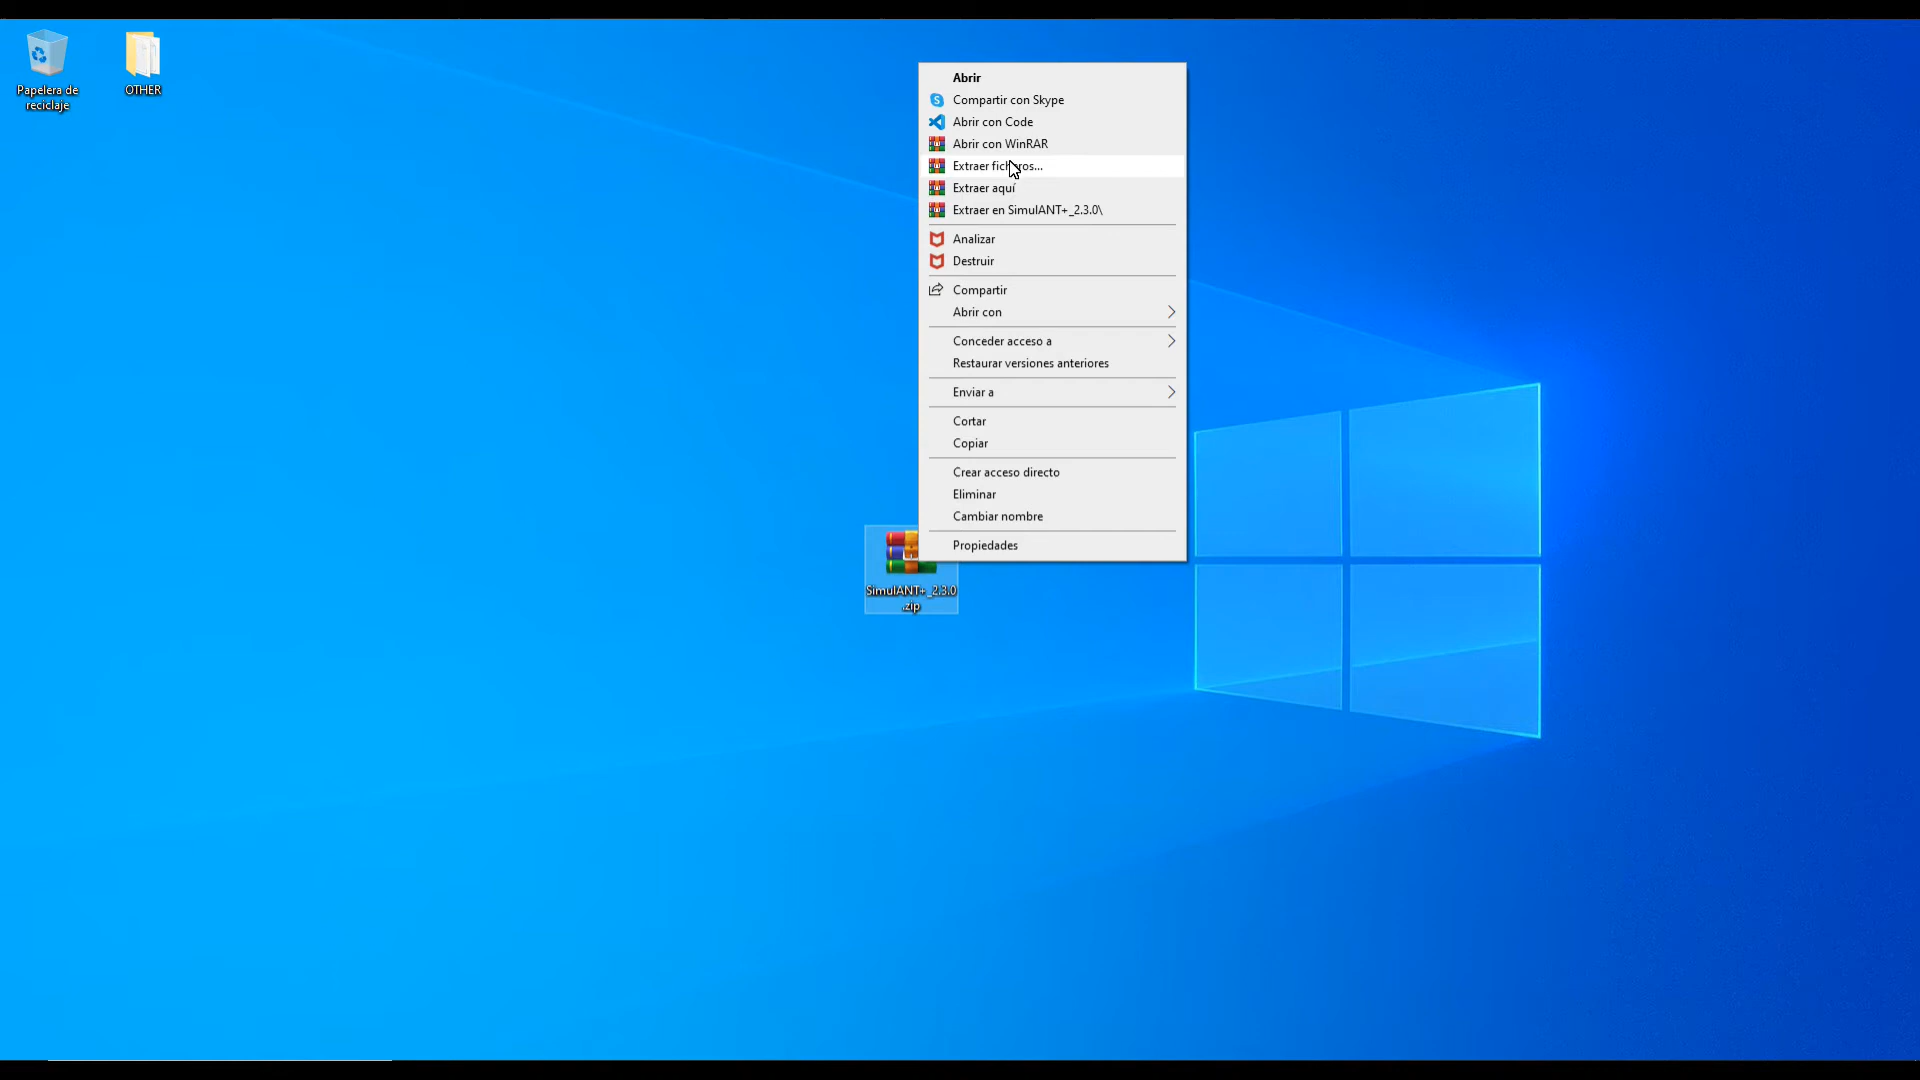 Papelera de
reciclaje
OTHER
Abrir
Compartir con Skype
Abrir con Code
Abrir con WinRAR
Extraer ficheros...
Extraer aquí
Extraer en SimulANT+_2.3.0\
Analizar
Destruir
Compartir
Abrir con
Conceder acceso a
Restaurar versiones anteriores
Enviar a
Cortar
Copiar
Crear acceso directo
Eliminar
Cambiar nombre
Propiedades
SimulANT+_2.3.0
.zip